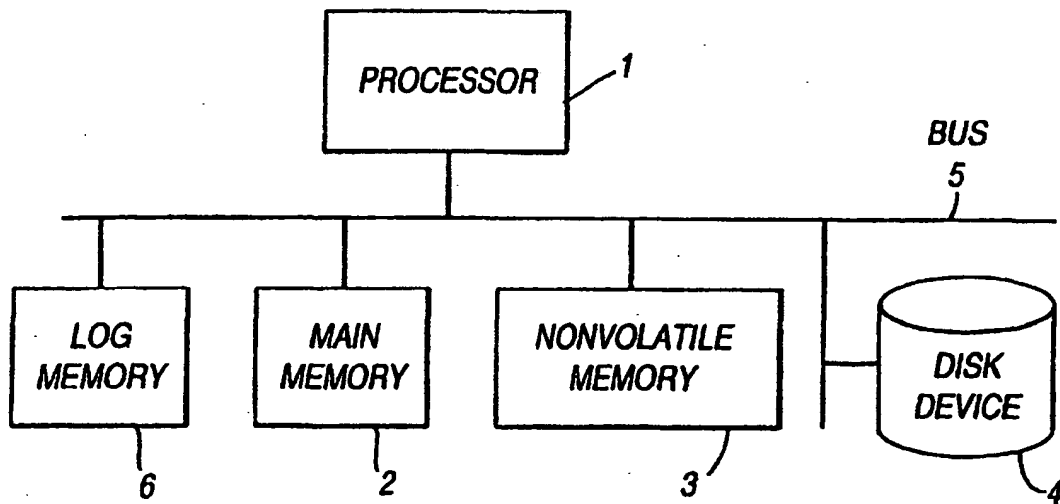 PROCESSOR
1
BUS
5
LOG
MEMORY
MAIN
MEMORY
NONVOLATILE
MEMORY
DISK
DEVICE
6
2
3
4